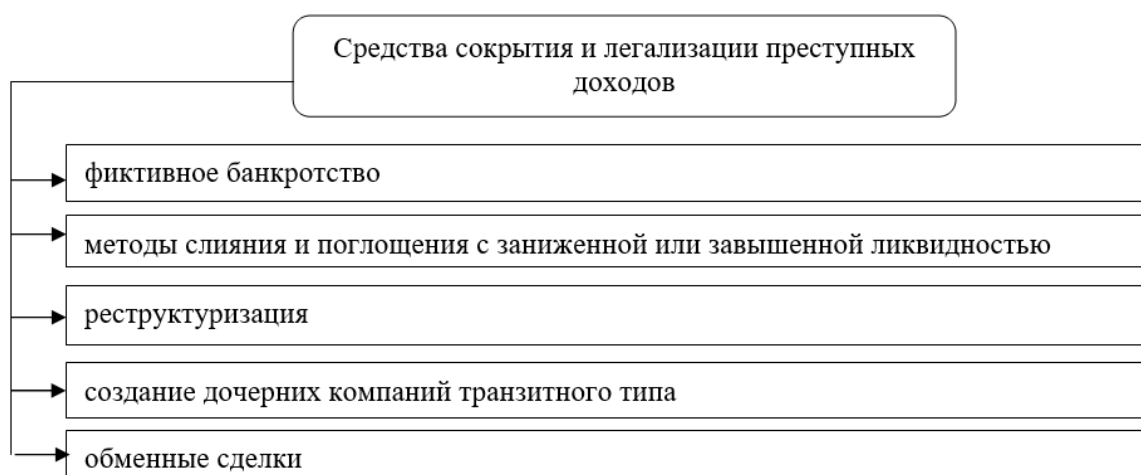 Средства сокрытия и легализации преступных
доходов
фиктивное банкротство
методы слияния и поглощения с заниженной или завышенной ликвидностью
реструктуризация
создание дочерних компаний транзитного типа
обменные сделки